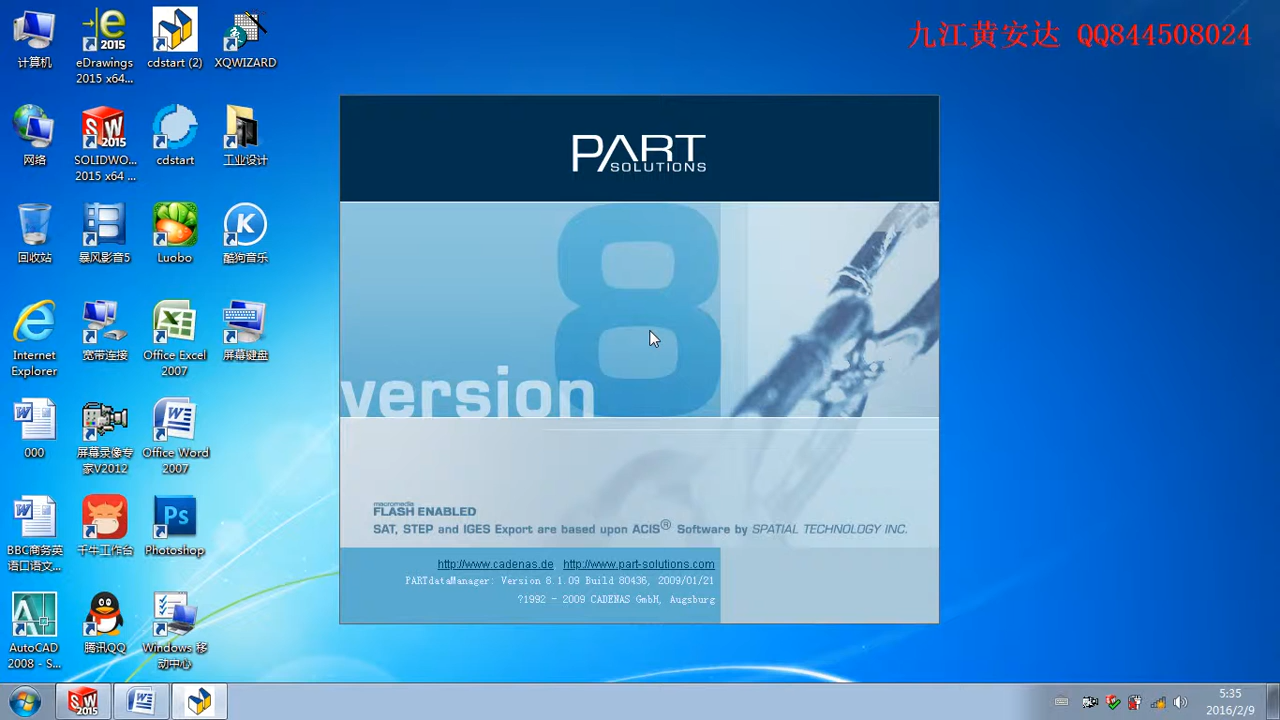 九江黄安达 QQ844508024
计算机
eDrawings
2015 x64...
cdstart (2)
XQWIZARD
网络
SOLIDWO...
2015 x64 ...
cdstart
工业设计
回收站
暴风影音5
Luobo
酷狗音乐
Internet
Explorer
宽带连接
Office Excel
2007
屏幕键盘
000
屏幕录像专
家V2012
Office Word
2007
BBC商务英
语口语文...
千牛工作台
Photoshop
AutoCAD
2008 - S...
腾讯QQ
Windows 移
动中心
PART
SOLUTIONS
8
version
macromedia
FLASH ENABLED
SAT, STEP and IGES Export are based upon ACIS® Software by SPATIAL TECHNOLOGY INC.
http://www.cadenas.de http://www.part-solutions.com
PARTdataManager: Version 8.1.09 Build 80436, 2009/01/21
?1992 - 2009 CADENAS GmbH, Augsburg
5:35
2016/2/9